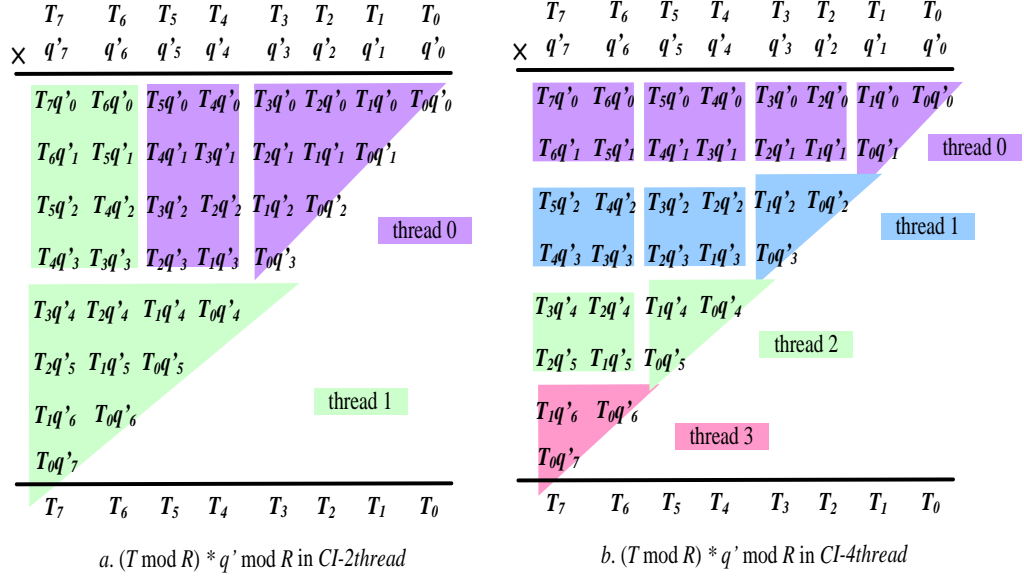 T₇ T₆ T₅ T₄ T₃ T₂ T₁ T₀
× q'₇ q'₆ q'₅ q'₄ q'₃ q'₂ q'₁ q'₀
T₇q'₀ T₆q'₀ T₅q'₀ T₄q'₀ T₃q'₀ T₂q'₀ T₁q'₀ T₀q'₀
T₆q'₁ T₅q'₁ T₄q'₁ T₃q'₁ T₂q'₁ T₁q'₁ T₀q'₁
T₅q'₂ T₄q'₂ T₃q'₂ T₂q'₂ T₁q'₂ T₀q'₂
thread 0
T₄q'₃ T₃q'₃ T₂q'₃ T₁q'₃ T₀q'₃
T₃q'₄ T₂q'₄ T₁q'₄ T₀q'₄
T₂q'₅ T₁q'₅ T₀q'₅
thread 1
T₁q'₆ T₀q'₆
T₀q'₇
T₇ T₆ T₅ T₄ T₃ T₂ T₁ T₀
a. (T mod R) * q' mod R in CI-2thread
T₇ T₆ T₅ T₄ T₃ T₂ T₁ T₀
× q'₇ q'₆ q'₅ q'₄ q'₃ q'₂ q'₁ q'₀
T₇q'₀ T₆q'₀ T₅q'₀ T₄q'₀ T₃q'₀ T₂q'₀ T₁q'₀ T₀q'₀
T₆q'₁ T₅q'₁ T₄q'₁ T₃q'₁ T₂q'₁ T₁q'₁ T₀q'₁
thread 0
T₅q'₂ T₄q'₂ T₃q'₂ T₂q'₂ T₁q'₂ T₀q'₂
thread 1
T₄q'₃ T₃q'₃ T₂q'₃ T₁q'₃ T₀q'₃
T₃q'₄ T₂q'₄ T₁q'₄ T₀q'₄
thread 2
T₂q'₅ T₁q'₅ T₀q'₅
T₁q'₆ T₀q'₆
thread 3
T₀q'₇
T₇ T₆ T₅ T₄ T₃ T₂ T₁ T₀
b. (T mod R) * q' mod R in CI-4thread